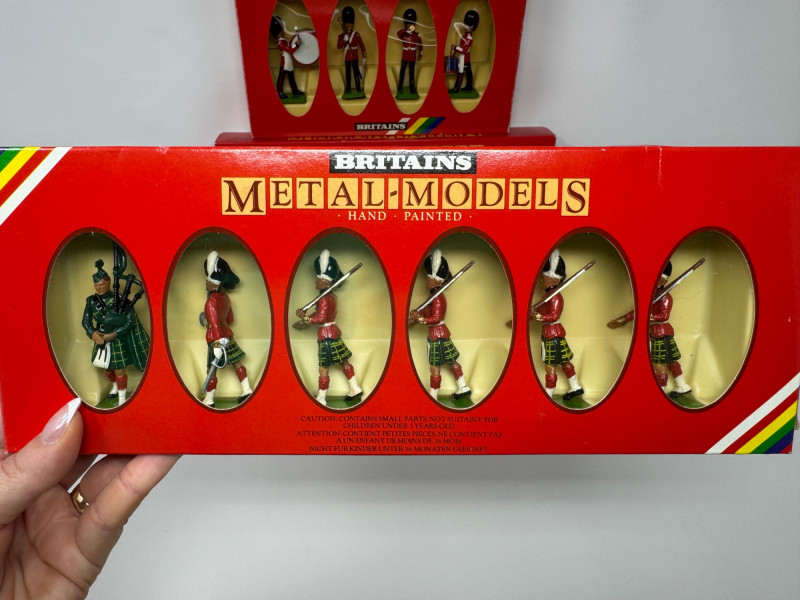 BRITAINS
BRITAINS
METAL-MODELS
· HAND · PAINTED ·
CAUTION: CONTAINS SMALL PARTS. NOT SUITABLE FOR
CHILDREN UNDER 3 YEARS OLD.
ATTENTION: CONTIENT PETITES PIECES, NE CONVIENT PAS
A UN ENFANT DE MOINS DE 36 MOIS.
NICHT FUR KINDER UNTER 36 MONATEN GEEIGNET.